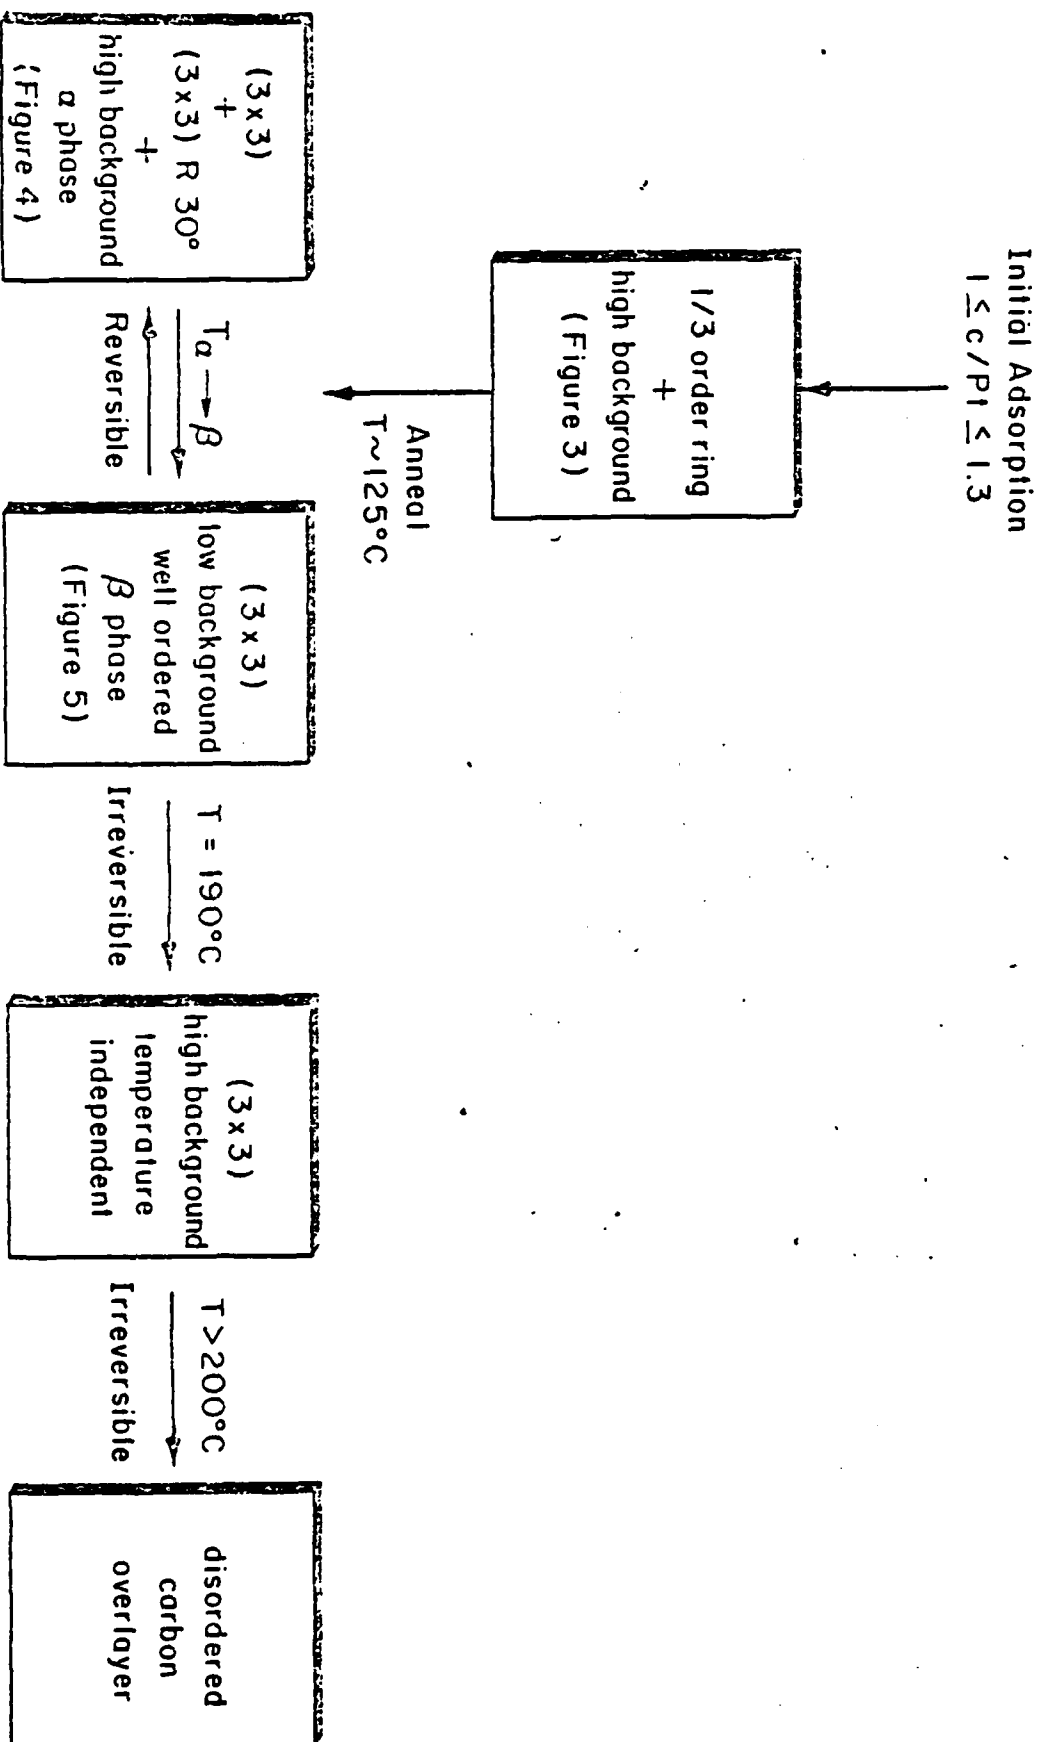 Initial Adsorption
1 ≤ c/Pt ≤ 1.3
1/3 order ring
+
high background
(Figure 3)
Anneal
T~125°C
(3x3)
+
(3x3) R 30°
+
high background
α phase
(Figure 4)
Tα→β
Reversible
(3x3)
low background
well ordered
β phase
(Figure 5)
T = 190°C
Irreversible
(3x3)
high background
temperature
independent
T>200°C
Irreversible
disordered
carbon
overlayer